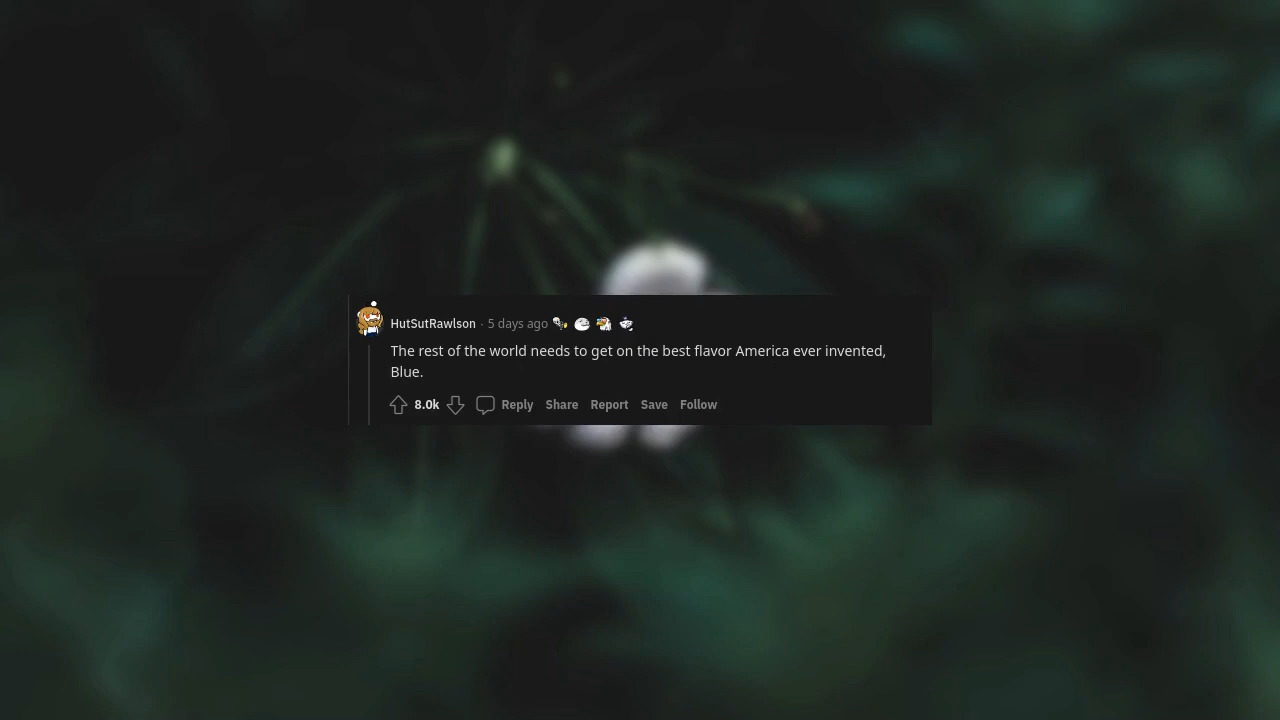 HutSutRawlson · 5 days ago
The rest of the world needs to get on the best flavor America ever invented,
Blue.
8.0k Reply Share Report Save Follow